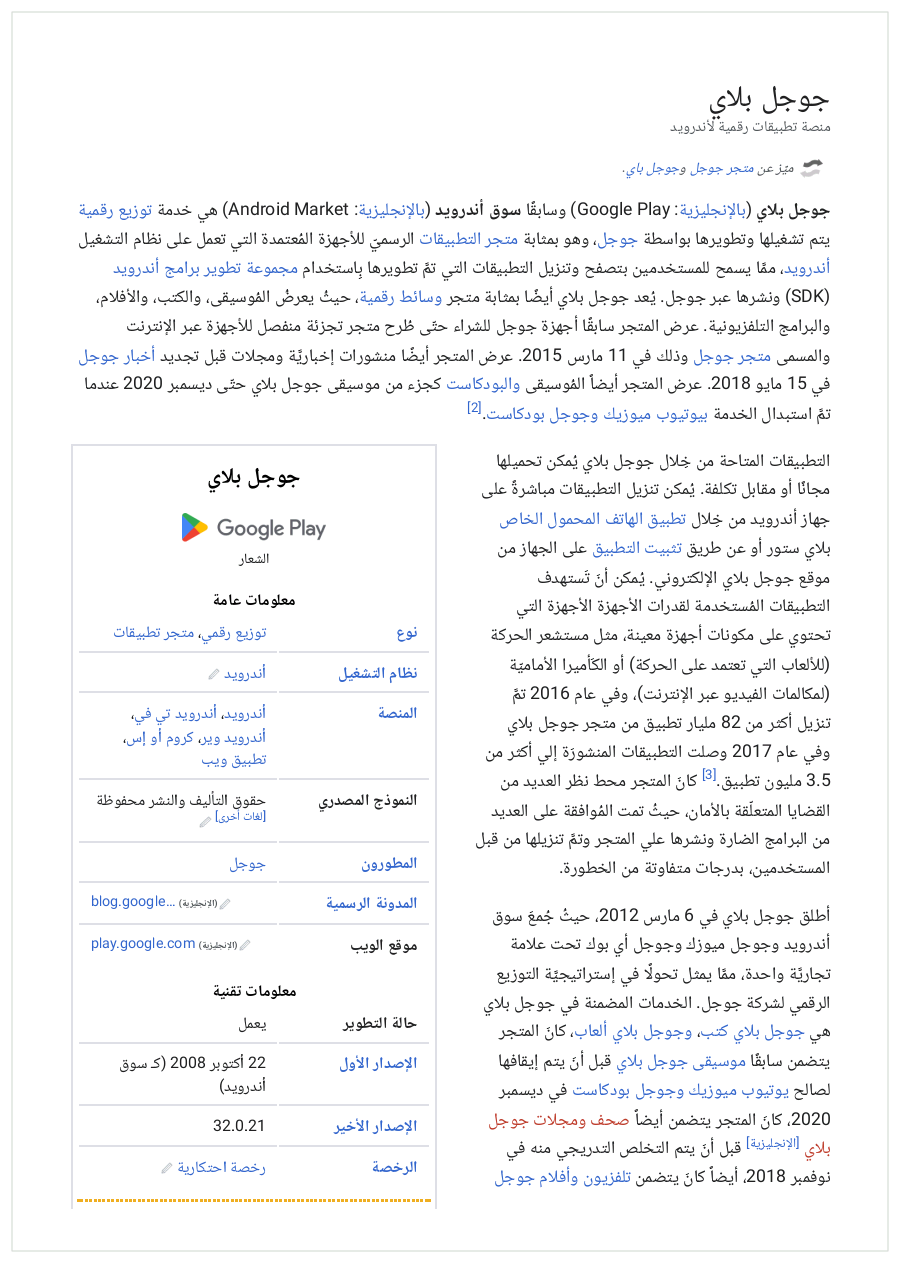 جوجل بلاي
منصة تطبيقات رقمية لأندرويد
ميّز عن متجر جوجل وجوجل باي.
جوجل بلاي (بالإنجليزية: Google Play) وسابقًا سوق أندرويد (بالإنجليزية: Android Market) هي خدمة توزيع رقمية
يتم تشغيلها وتطويرها بواسطة جوجل، وهو بمثابة متجر التطبيقات الرسميّ للأجهزة المُعتمدة التي تعمل على نظام التشغيل
أندرويد، ممًا يسمح للمستخدمين بتصفح وتنزيل التطبيقات التي تمَّ تطويرها بِاستخدام مجموعة تطوير برامج أندرويد
(SDK) ونشرها عبر جوجل. يُعد جوجل بلاي أيضًا بمثابة متجر وسائط رقمية، حيثُ يعرضُ المُوسيقى، والكتب، والأفلام،
والبرامج التلفزيونية. عرض المتجر سابقًا أجهزة جوجل للشراء حتّى طُرح متجر تجزئة منفصل للأجهزة عبر الإنترنت
والمسمى متجر جوجل وذلك في 11 مارس 2015. عرض المتجر أيضًا منشورات إخباريَّة ومجلات قبل تجديد أخبار جوجل
في 15 مايو 2018. عرض المتجر أيضاً المُوسيقى والبودكاست كجزء من موسيقى جوجل بلاي حتّى ديسمبر 2020 عندما
تمَّ استبدال الخدمة بيوتيوب ميوزيك وجوجل بودكاست.[2]
التطبيقات المتاحة من خِلال جوجل بلاي يُمكن تحميلها
مجانًا أو مقابل تكلفة. يُمكن تنزيل التطبيقات مباشرةً على
جهاز أندرويد من خِلال تطبيق الهاتف المحمول الخاص
بلاي ستور أو عن طريق تثبيت التطبيق على الجهاز من
موقع جوجل بلاي الإلكتروني. يُمكن أنَ تَستهدف
التطبيقات المُستخدمة لقدرات الأجهزة الأجهزة التي
تحتوي على مكونات أجهزة معينة، مثل مستشعر الحركة
(للألعاب التي تعتمد على الحركة) أو الكَأميرا الأماميّة
(لمكالمات الفيديو عبر الإنترنت)، وفي عام 2016 تمَّ
تنزيل أكثر من 82 مليار تطبيق من متجر جوجل بلاي
وفي عام 2017 وصلت التطبيقات المنشورَة إلي أكثر من
3.5 مليون تطبيق.[3] كانَ المتجر محط نظر العديد من
القضايا المتعلّقة بالأمان، حيثُ تمت المُوافقة على العديد
من البرامج الضارة ونشرها علي المتجر وتمَّ تنزيلها من قبل
المستخدمين، بدرجات متفاوتة من الخطورة.
أطلق جوجل بلاي في 6 مارس 2012، حيثُ جُمعَ سوق
أندرويد وجوجل ميوزك وجوجل أي بوك تحت علامة
تجاريَّة واحدة، ممَّا يمثل تحولًا في إستراتيجيَّة التوزيع
الرقمي لشركة جوجل. الخدمات المضمنة في جوجل بلاي
هي جوجل بلاي كتب، وجوجل بلاي ألعاب، كانَ المتجر
يتضمن سابقًا موسيقى جوجل بلاي قبل أنَ يتم إيقافها
لصالح يوتيوب ميوزيك وجوجل بودكاست في ديسمبر
2020، كانَ المتجر يتضمن أيضاً صحف ومجلات جوجل
بلاي [الإنجليزية] قبل أنَ يتم التخلص التدريجي منه في
نوفمبر 2018، أيضاً كانَ يتضمن تلفزيون وأفلام جوجل
جوجل بلاي
Google Play
الشعار
معلومات عامة
نوع توزيع رقمي، متجر تطبيقات
نظام التشغيل أندرويد
المنصة أندرويد، أندرويد تي في،
أندرويد وير، كروم أو إس،
تطبيق ويب
النموذج المصدري حقوق التأليف والنشر محفوظة
[لغات أخرى]
المطورون جوجل
المدونة الرسمية blog.google… (الإنجليزية)
موقع الويب play.google.com (الإنجليزية)
معلومات تقنية
حالة التطوير يعمل
الإصدار الأول 22 أكتوبر 2008 (كـ سوق
أندرويد)
الإصدار الأخير 32.0.21
الرخصة رخصة احتكارية